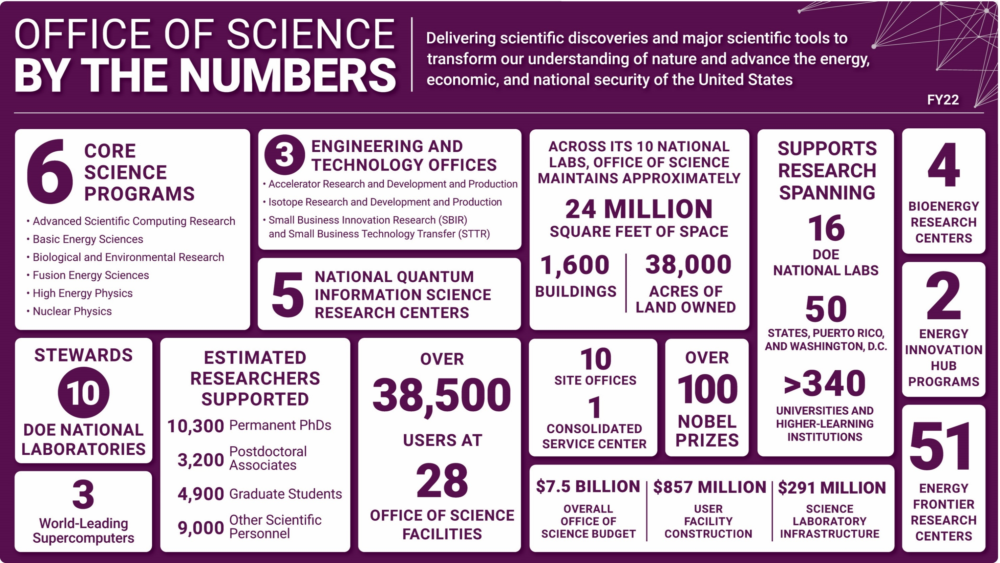 OFFICE OF SCIENCE
BY THE NUMBERS
Delivering scientific discoveries and major scientific tools to
transform our understanding of nature and advance the energy,
economic, and national security of the United States
FY22
6
CORE
SCIENCE
PROGRAMS
• Advanced Scientific Computing Research
• Basic Energy Sciences
• Biological and Environmental Research
• Fusion Energy Sciences
• High Energy Physics
• Nuclear Physics
3
ENGINEERING AND
TECHNOLOGY OFFICES
• Accelerator Research and Development and Production
• Isotope Research and Development and Production
• Small Business Innovation Research (SBIR)
and Small Business Technology Transfer (STTR)
5
NATIONAL QUANTUM
INFORMATION SCIENCE
RESEARCH CENTERS
ACROSS ITS 10 NATIONAL
LABS, OFFICE OF SCIENCE
MAINTAINS APPROXIMATELY
24 MILLION
SQUARE FEET OF SPACE
1,600
BUILDINGS
38,000
ACRES OF
LAND OWNED
SUPPORTS
RESEARCH
SPANNING
16
DOE
NATIONAL LABS
50
STATES, PUERTO RICO,
AND WASHINGTON, D.C.
>340
UNIVERSITIES AND
HIGHER-LEARNING
INSTITUTIONS
4
BIOENERGY
RESEARCH
CENTERS
2
ENERGY
INNOVATION
HUB
PROGRAMS
51
ENERGY
FRONTIER
RESEARCH
CENTERS
STEWARDS
10
DOE NATIONAL
LABORATORIES
3
World-Leading
Supercomputers
ESTIMATED
RESEARCHERS
SUPPORTED
10,300 Permanent PhDs
3,200 Postdoctoral
Associates
4,900 Graduate Students
9,000 Other Scientific
Personnel
OVER
38,500
USERS AT
28
OFFICE OF SCIENCE
FACILITIES
10
SITE OFFICES
1
CONSOLIDATED
SERVICE CENTER
OVER
100
NOBEL
PRIZES
$7.5 BILLION
OVERALL
OFFICE OF
SCIENCE BUDGET
$857 MILLION
USER
FACILITY
CONSTRUCTION
$291 MILLION
SCIENCE
LABORATORY
INFRASTRUCTURE